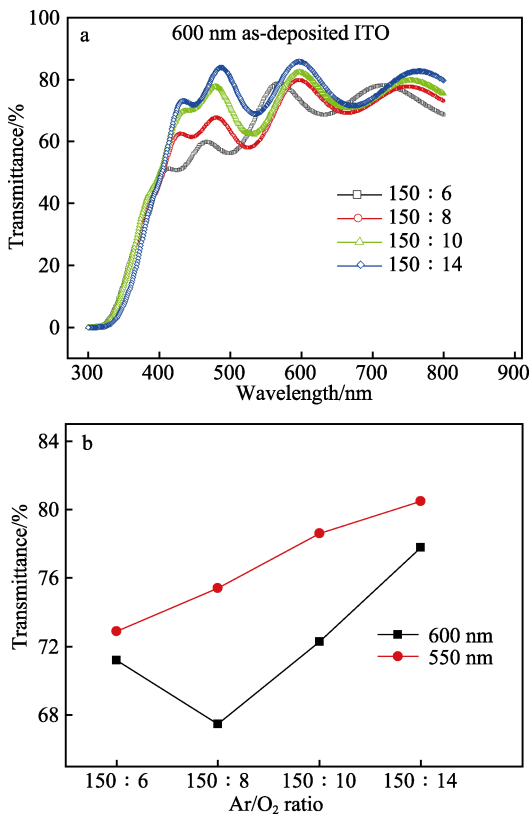 a
600 nm as-deposited ITO
100
80
60
40
20
0
Transmittance/%
150：6
150：8
150：10
150：14
300 400 500 600 700 800 900
Wavelength/nm
b
84
80
76
72
68
Transmittance/%
600 nm
550 nm
150：6 150：8 150：10 150：14
Ar/O₂ ratio